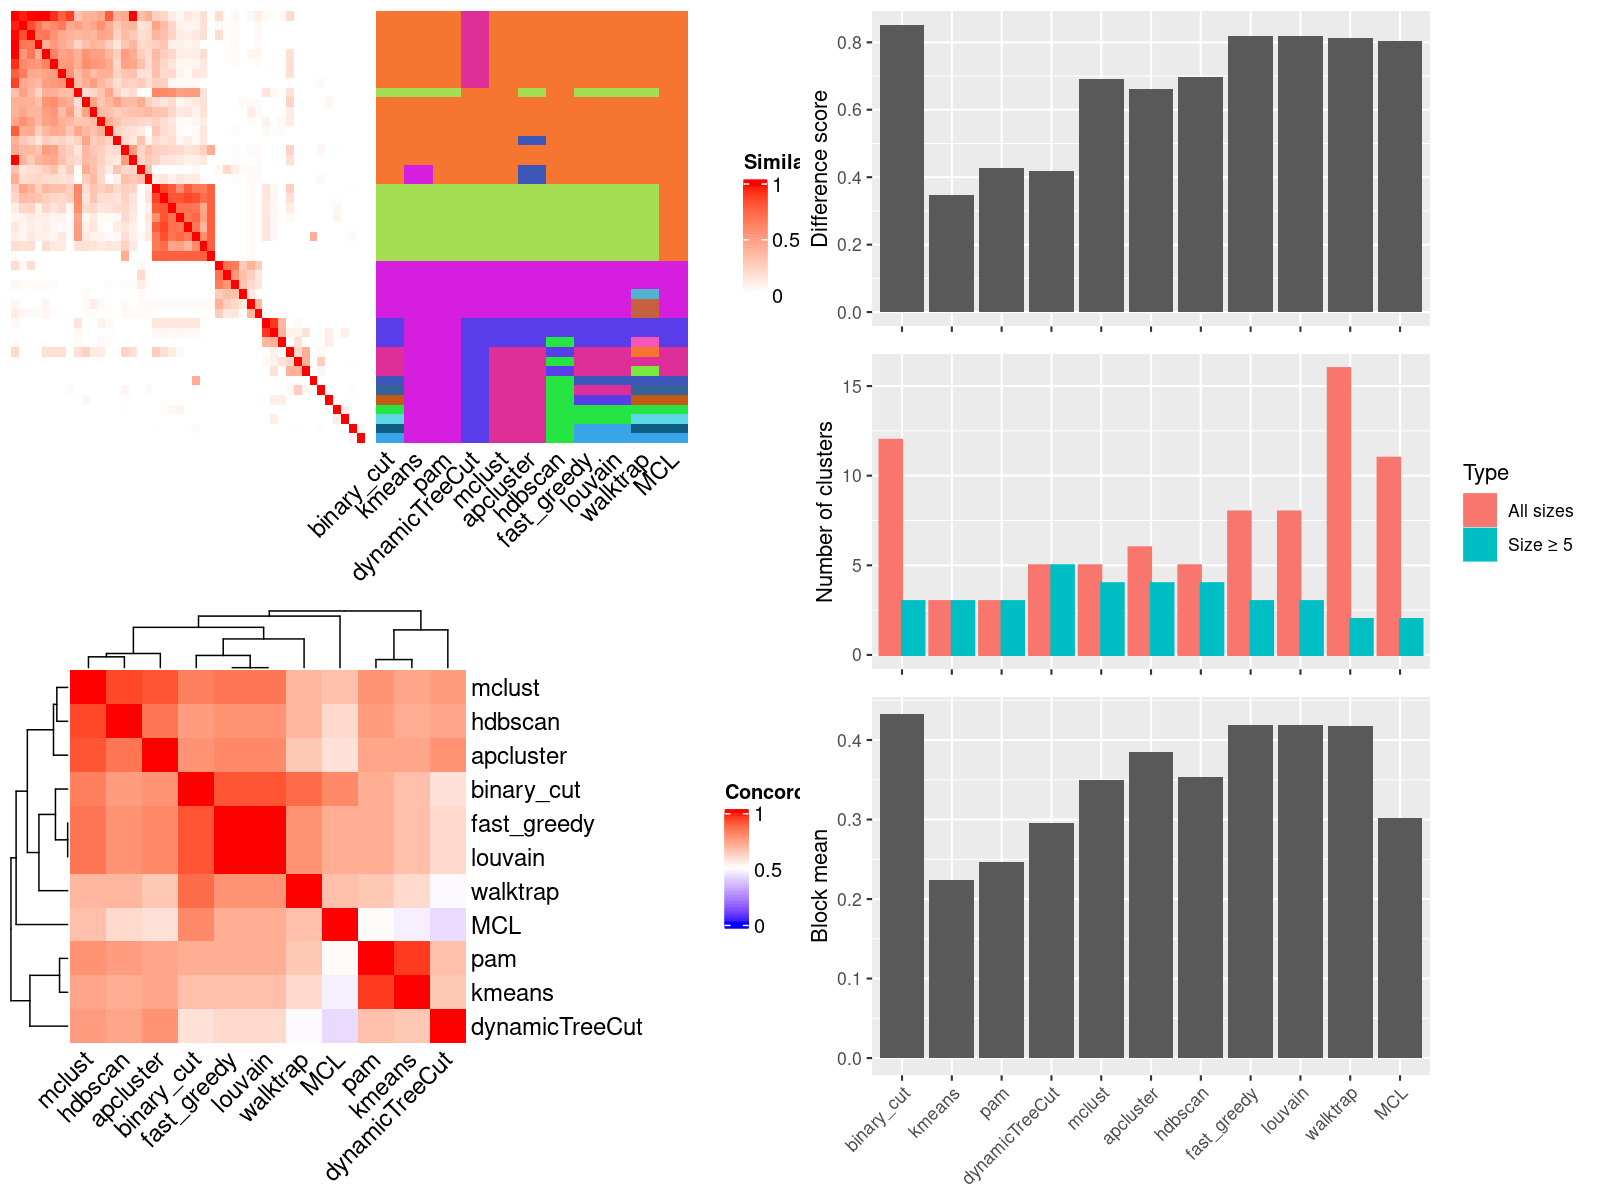 Simila
1
0.5
0
binary_cut
kmeans
pam
dynamicTreeCut
mclust
apcluster
hdbscan
fast_greedy
louvain
walktrap
MCL
mclust
hdbscan
apcluster
binary_cut
fast_greedy
louvain
walktrap
MCL
pam
kmeans
dynamicTreeCut
mclust
hdbscan
apcluster
binary_cut
fast_greedy
louvain
walktrap
MCL
pam
kmeans
dynamicTreeCut
Concord
1
0.5
0
Difference score
0.8
0.6
0.4
0.2
0.0
Number of clusters
15
10
5
0
Type
All sizes
Size ≥ 5
Block mean
0.4
0.3
0.2
0.1
0.0
binary_cut
kmeans
pam
dynamicTreeCut
mclust
apcluster
hdbscan
fast_greedy
louvain
walktrap
MCL